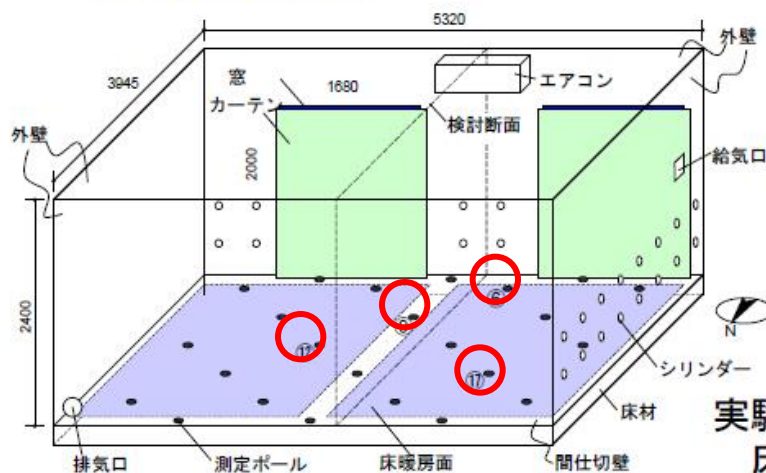 5320
外壁
3945
窓
カーテン
1680
エアコン
検討断面
外壁
2000
給気口
2400
⑥
⑰
⑰
N
シリンダー
床材
実験
排気口
測定ポール
床暖房面
間仕切壁